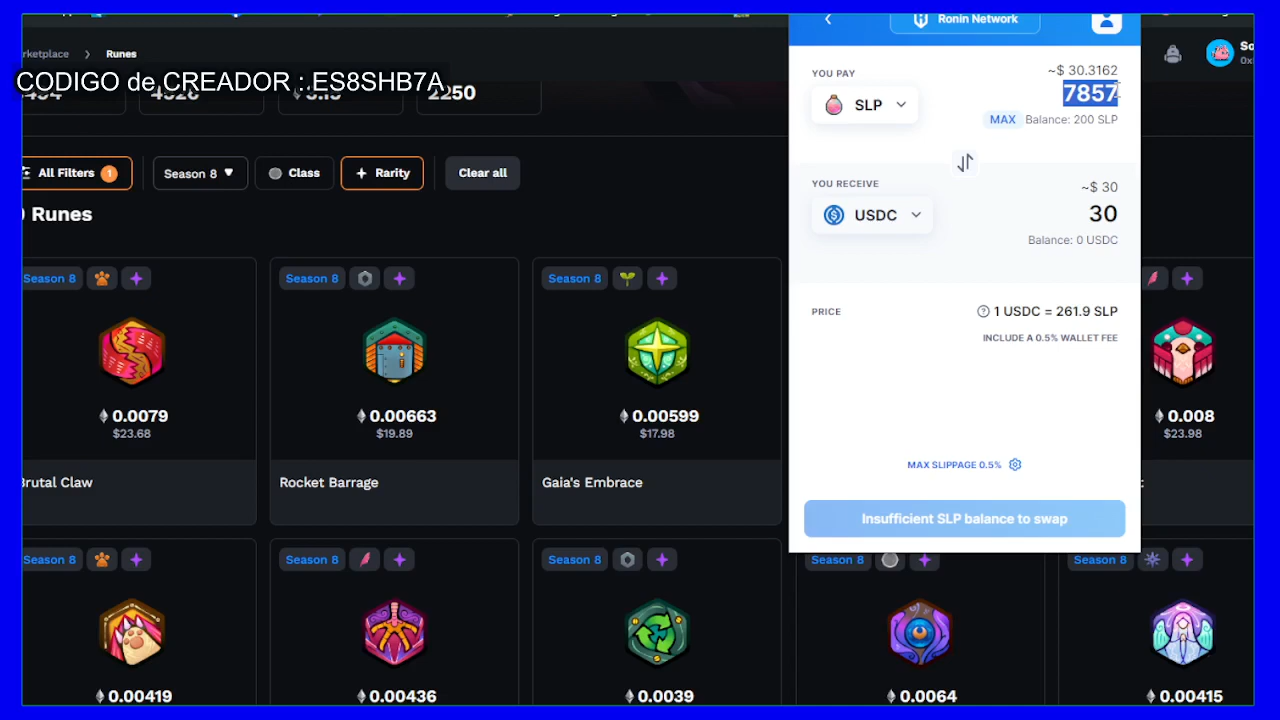 Ronin Network
rketplace > Runes
CODIGO de CREADOR : ES8SHB7A
2250
YOU PAY
~$ 30.3162
SLP
7857
MAX Balance: 200 SLP
All Filters 1
Season 8 ▼
Class
Rarity
Clear all
Runes
YOU RECEIVE
~$ 30
USDC
30
Balance: 0 USDC
PRICE
1 USDC = 261.9 SLP
INCLUDE A 0.5% WALLET FEE
MAX SLIPPAGE 0.5%
Insufficient SLP balance to swap
Season 8
0.0079
$23.68
Brutal Claw
Season 8
0.00663
$19.89
Rocket Barrage
Season 8
0.00599
$17.98
Gaia's Embrace
0.008
$23.98
Season 8
0.00419
Season 8
0.00436
Season 8
0.0039
Season 8
0.0064
Season 8
0.00415